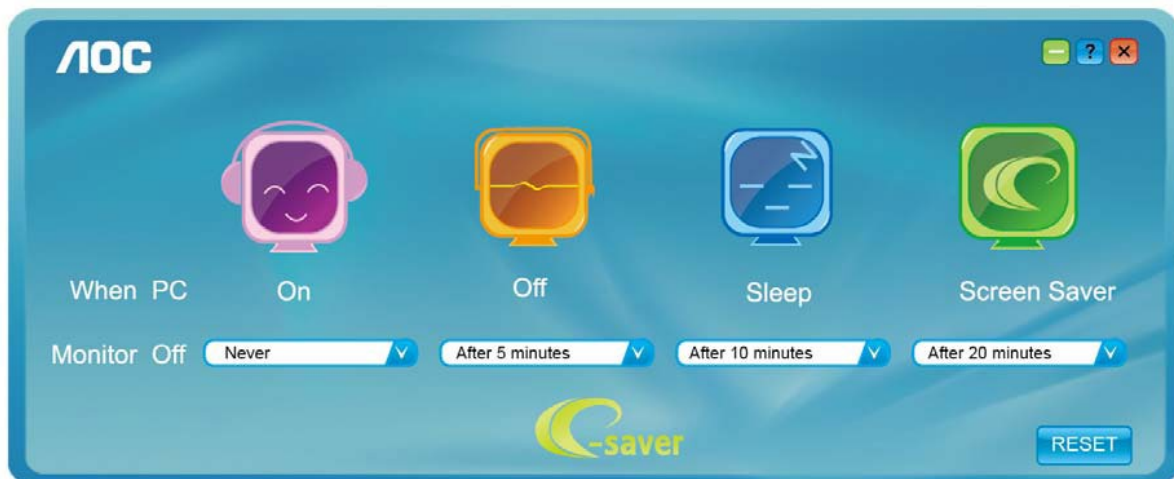 AOC
?
When PC On Off Sleep Screen Saver
Monitor Off Never After 5 minutes After 10 minutes After 20 minutes
e-saver
RESET